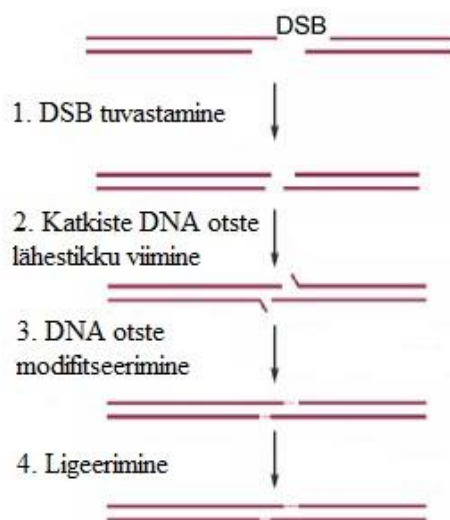 DSB
1. DSB tuvastamine
2. Katkiste DNA otste
lähestikku viimine
3. DNA otste
modifitseerimine
4. Ligeerimine